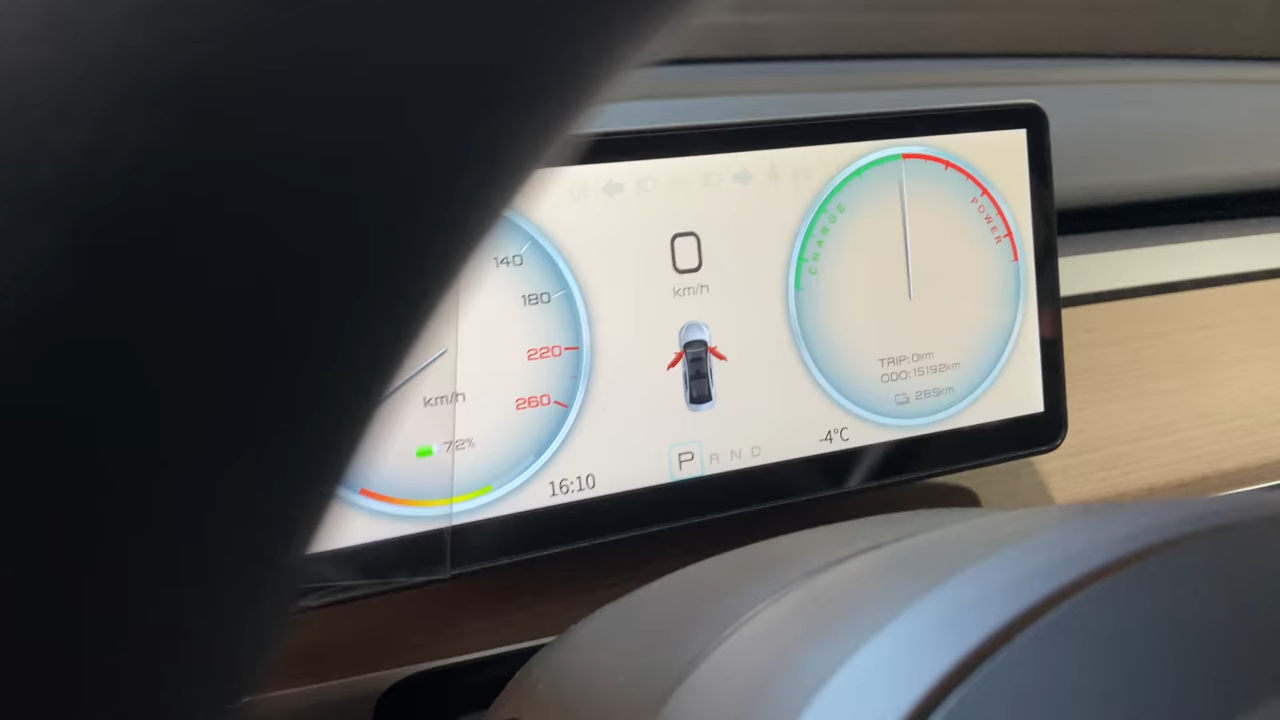 140
180
220
260
km/h
72%
16:10
0
km/h
P R N D
-4°C
CHARGE
POWER
TRIP:0km
ODO:15192km
285km